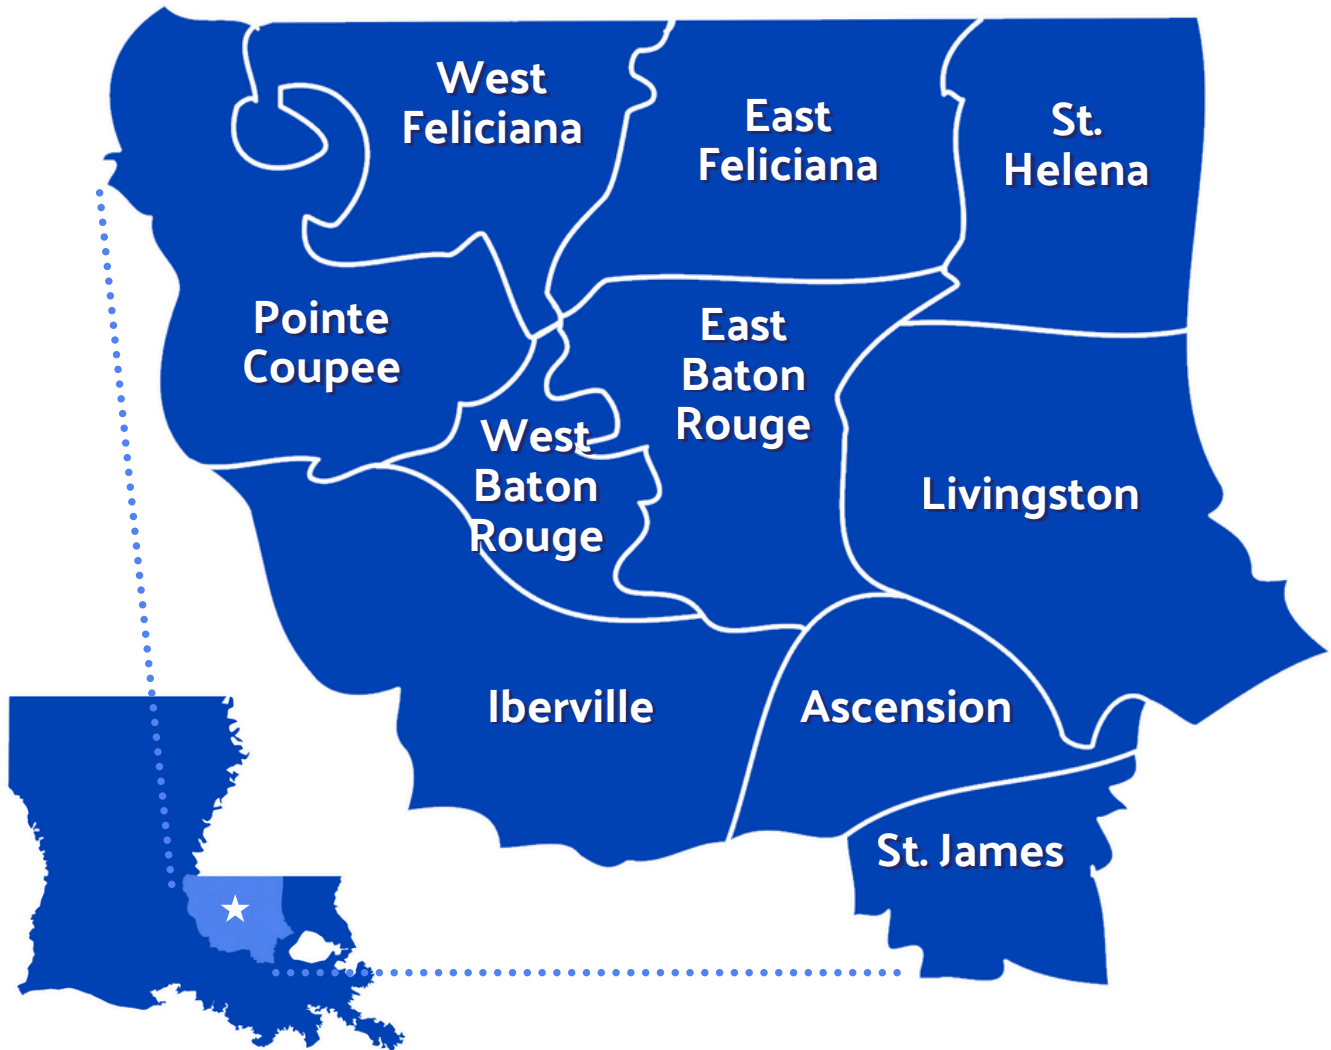 West
Feliciana
East
Feliciana
St.
Helena
Pointe
Coupee
East
Baton
Rouge
West
Baton
Rouge
Livingston
Iberville
Ascension
St. James